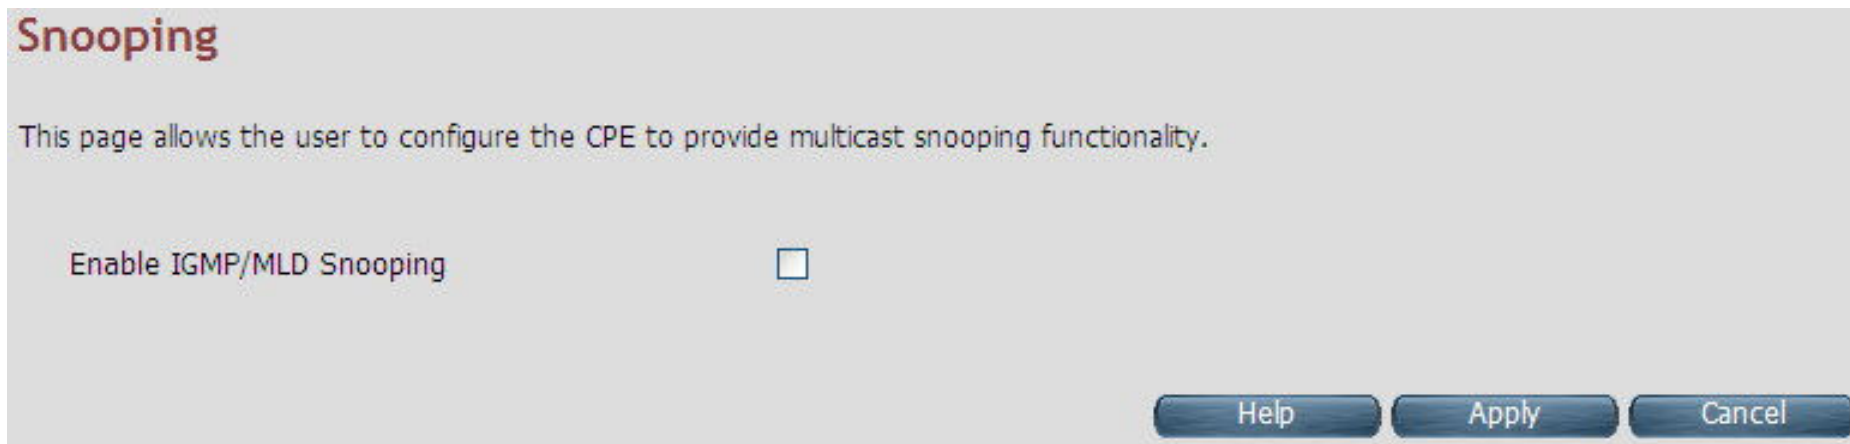 Snooping
This page allows the user to configure the CPE to provide multicast snooping functionality.
Enable IGMP/MLD Snooping
Help Apply Cancel